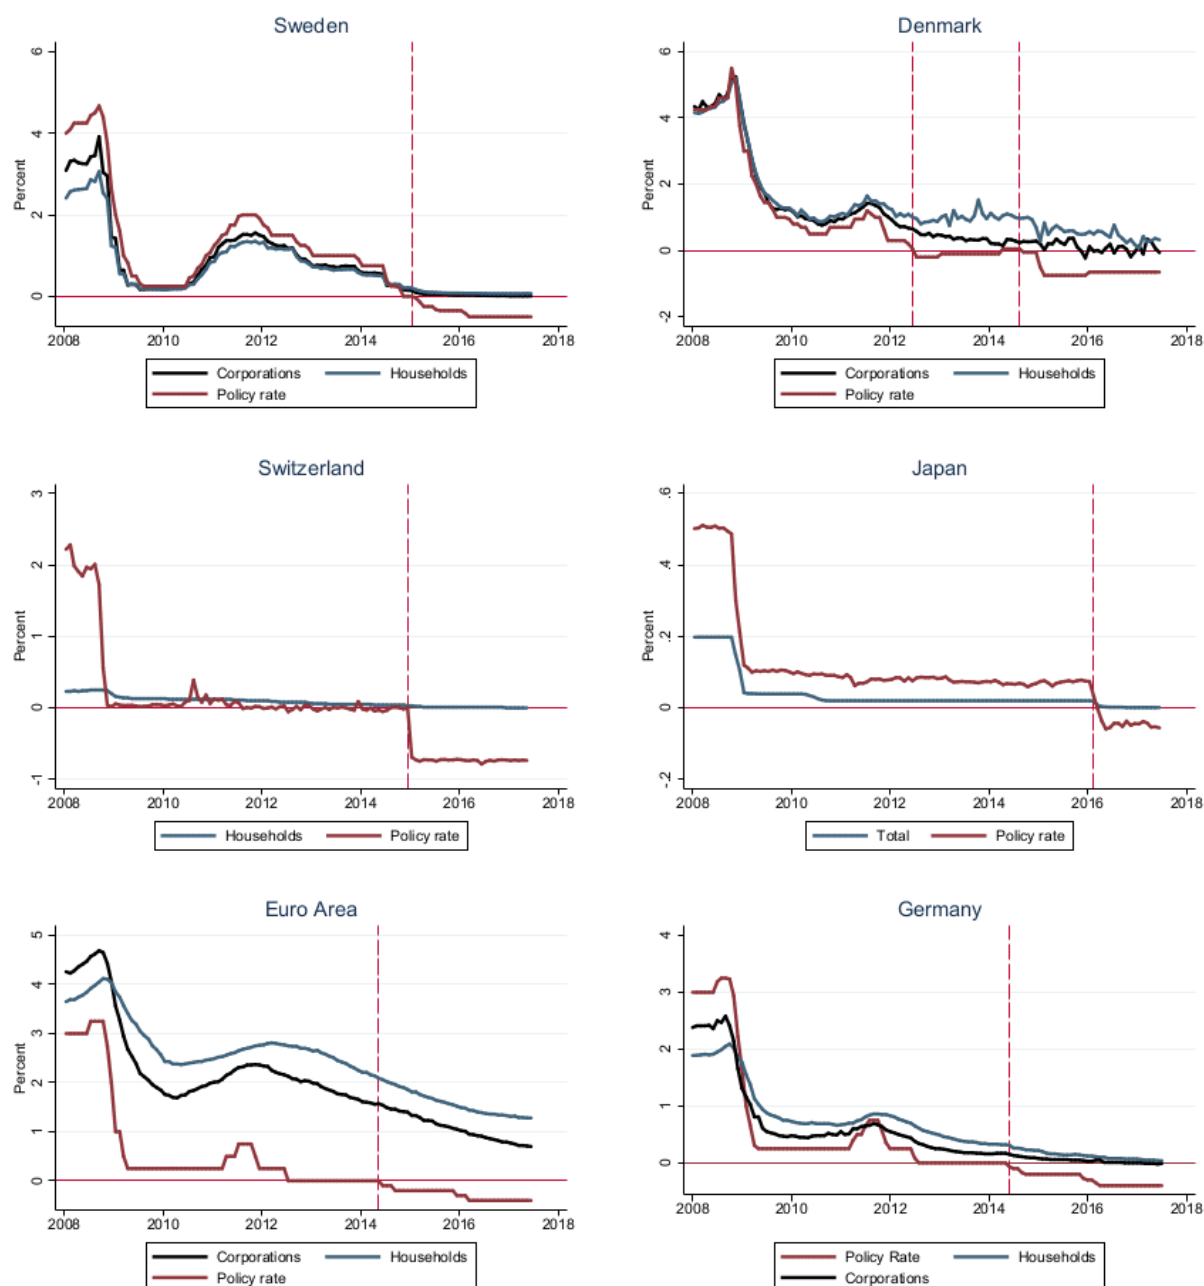 Sweden
Percent
6
4
2
0
2008 2010 2012 2014 2016 2018
Corporations Households
Policy rate
Denmark
Percent
6
4
2
0
-2
2008 2010 2012 2014 2016 2018
Corporations Households
Policy rate
Switzerland
Percent
3
2
1
0
-1
2008 2010 2012 2014 2016 2018
Households Policy rate
Japan
Percent
.6
.4
.2
0
-.2
2008 2010 2012 2014 2016 2018
Total Policy rate
Euro Area
Percent
5
4
3
2
1
0
2008 2010 2012 2014 2016 2018
Corporations Households
Policy rate
Germany
Percent
4
3
2
1
0
2008 2010 2012 2014 2016 2018
Policy Rate Households
Corporations